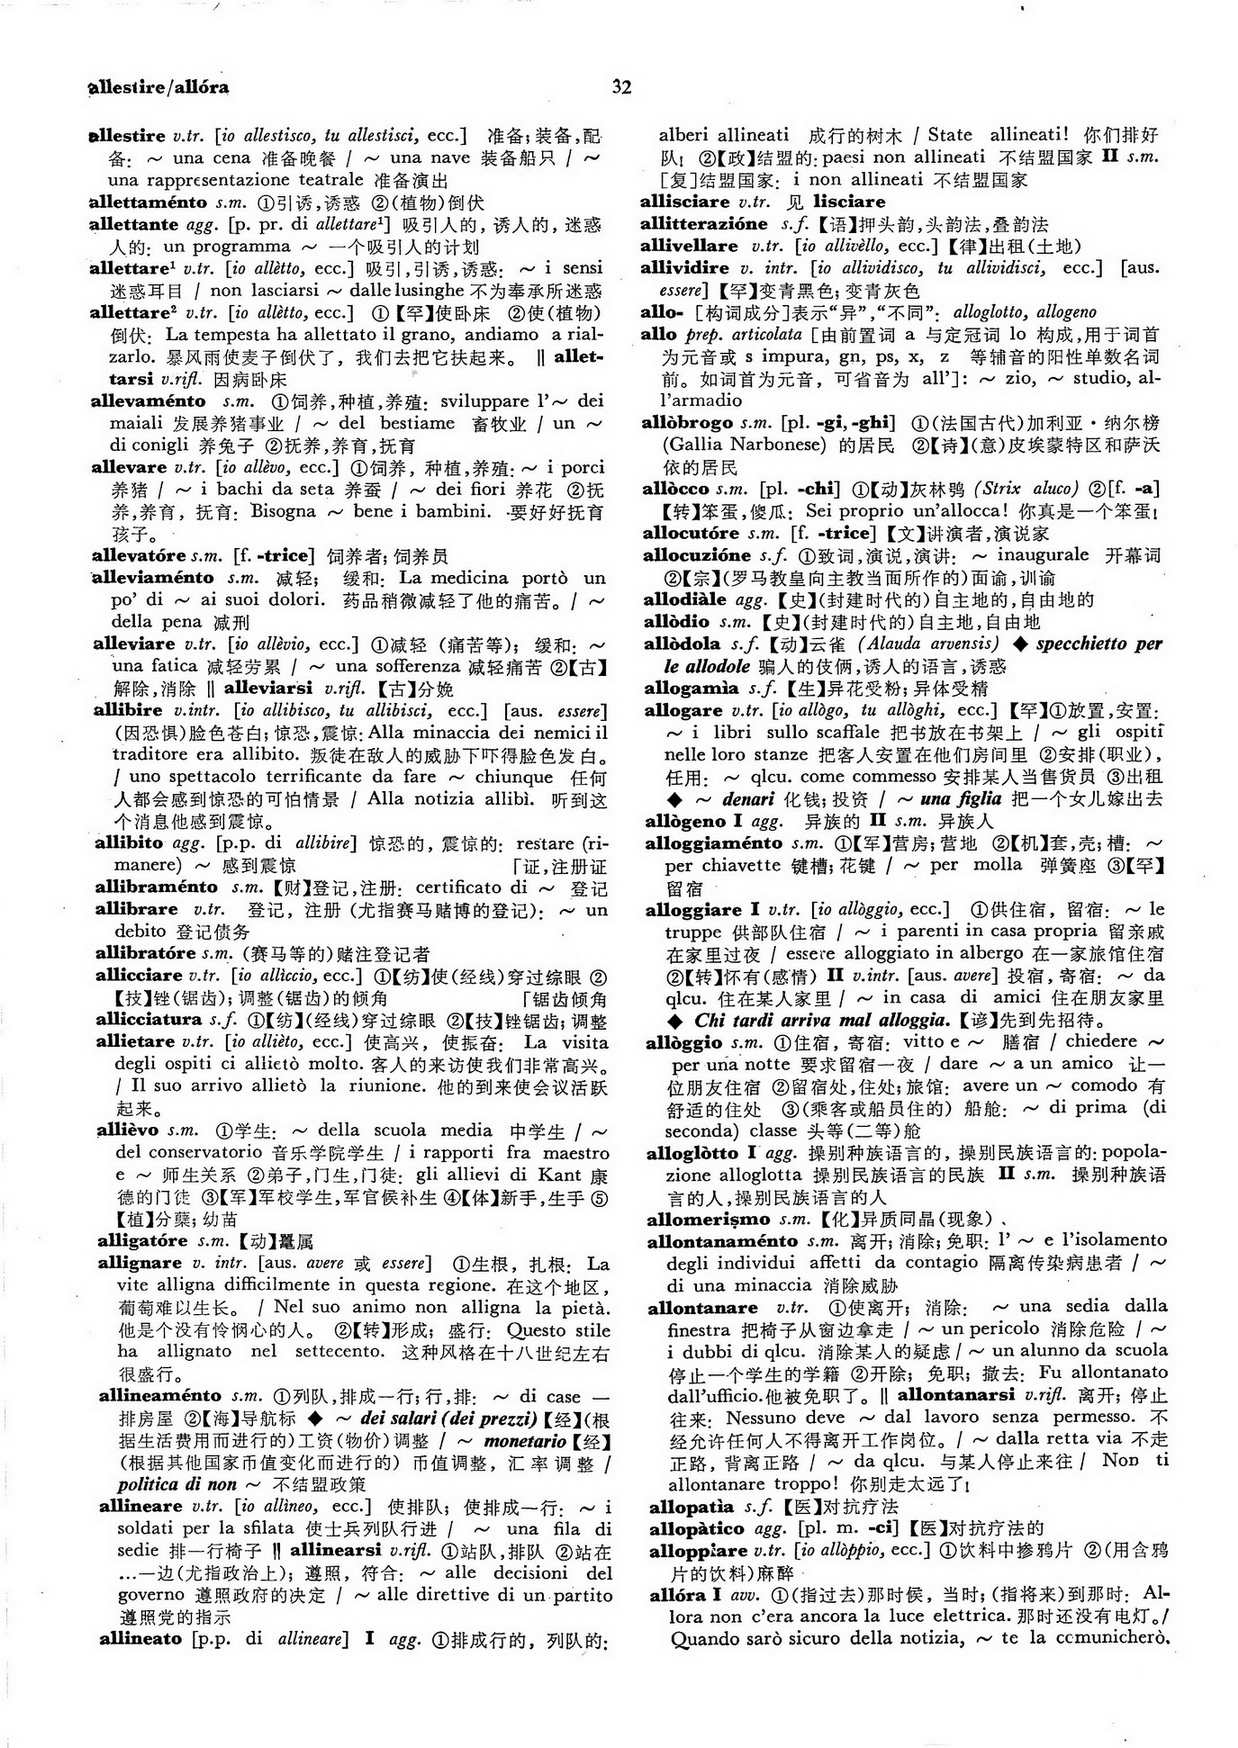 allestire/allóra
32
allestire v.tr. [io allestisco, tu allestisci, ecc.] 准备;装备,配
备: ～ una cena 准备晚餐 / ～ una nave 装备船只 / ～
una rappresentazione teatrale 准备演出
allettaménto s.m. ①引诱,诱惑 ②(植物)倒伏
allettante agg. [p. pr. di allettare¹] 吸引人的, 诱人的, 迷惑
人的: un programma ～ 一个吸引人的计划
allettare¹ v.tr. [io allètto, ecc.] 吸引,引诱,诱惑: ～ i sensi
迷惑耳目 / non lasciarsi ～ dalle lusinghe 不为奉承所迷惑
allettare² v.tr. [io allètto, ecc.] ①【罕】使卧床 ②使(植物)
倒伏: La tempesta ha allettato il grano, andiamo a rial-
zarlo. 暴风雨使麦子倒伏了, 我们去把它扶起来。 ‖ allet-
tarsi v.rifl. 因病卧床
allevaménto s.m. ①饲养,种植,养殖: sviluppare l'～ dei
maiali 发展养猪事业 / ～ del bestiame 畜牧业 / un ～
di conigli 养兔子 ②抚养,养育,抚育
allevare v.tr. [io allèvo, ecc.] ①饲养, 种植,养殖: ～ i porci
养猪 / ～ i bachi da seta 养蚕 / ～ dei fiori 养花 ②抚
养,养育, 抚育: Bisogna ～ bene i bambini. 要好好抚育
孩子。
allevatóre s.m. [f. -trice] 饲养者; 饲养员
alleviaménto s.m. 减轻; 缓和: La medicina portò un
po' di ～ ai suoi dolori. 药品稍微减轻了他的痛苦。/ ～
della pena 减刑
alleviare v.tr. [io allèvio, ecc.] ①减轻 (痛苦等); 缓和: ～
una fatica 减轻劳累 / ～ una sofferenza 减轻痛苦 ②【古】
解除,消除 ‖ alleviarsi v.rifl. 【古】分娩
allibire v.intr. [io allibisco, tu allibisci, ecc.] [aus. essere]
(因恐惧)脸色苍白; 惊恐,震惊: Alla minaccia dei nemici il
traditore era allibito. 叛徒在敌人的威胁下吓得脸色发白。
/ uno spettacolo terrificante da fare ～ chiunque 任何
人都会感到惊恐的可怕情景 / Alla notizia allibì. 听到这
个消息他感到震惊。
allibito agg. [p.p. di allibire] 惊恐的, 震惊的: restare (ri-
manere) ～ 感到震惊 「证,注册证
allibraménto s.m. 【财】登记,注册: certificato di ～ 登记
allibrare v.tr. 登记, 注册 (尤指赛马赌博的登记): ～ un
debito 登记债务
allibratóre s.m. (赛马等的)赌注登记者
allicciare v.tr. [io allìccio, ecc.] ①【纺】使(经线)穿过综眼 ②
【技】锉(锯齿); 调整(锯齿)的倾角 「锯齿倾角
allicciatura s.f. ①【纺】(经线)穿过综眼 ②【技】锉锯齿; 调整
allietare v.tr. [io allièto, ecc.] 使高兴, 使振奋: La visita
degli ospiti ci allietò molto. 客人的来访使我们非常高兴。
/ Il suo arrivo allietò la riunione. 他的到来使会议活跃
起来。
allièvo s.m. ①学生: ～ della scuola media 中学生 / ～
del conservatorio 音乐学院学生 / i rapporti fra maestro
e ～ 师生关系 ②弟子,门生,门徒: gli allievi di Kant 康
德的门徒 ③【军】军校学生,军官候补生 ④【体】新手,生手 ⑤
【植】分蘖; 幼苗
alligatóre s.m. 【动】鼍属
allignare v. intr. [aus. avere 或 essere] ①生根, 扎根: La
vite alligna difficilmente in questa regione. 在这个地区,
葡萄难以生长。 / Nel suo animo non alligna la pietà.
他是个没有怜悯心的人。 ②【转】形成; 盛行: Questo stile
ha allignato nel settecento. 这种风格在十八世纪左右
很盛行。
allineaménto s.m. ①列队,排成一行; 行,排: ～ di case 一
排房屋 ②【海】导航标 ◆ ～ dei salari (dei prezzi)【经】(根
据生活费用而进行的)工资(物价)调整 / ～ monetario【经】
(根据其他国家币值变化而进行的) 币值调整, 汇率调整 /
politica di non ～ 不结盟政策
allineare v.tr. [io allìneo, ecc.] 使排队; 使排成一行: ～ i
soldati per la sfilata 使士兵列队行进 / ～ una fila di
sedie 排一行椅子 ‖ allinearsi v.rifl. ①站队,排队 ②站在
…一边(尤指政治上); 遵照, 符合: ～ alle decisioni del
governo 遵照政府的决定 / ～ alle direttive di un partito
遵照党的指示
allineato [p.p. di allineare] I agg. ①排成行的, 列队的:
alberi allineati 成行的树木 / State allineati! 你们排好
队! ②【政】结盟的: paesi non allineati 不结盟国家 II s.m.
[复]结盟国家: i non allineati 不结盟国家
allisciare v.tr. 见 lisciare
allitterazióne s.f. 【语】押头韵,头韵法,叠韵法
allivellare v.tr. [io allivèllo, ecc.]【律】出租(土地)
allividire v. intr. [io allividisco, tu allividisci, ecc.] [aus.
essere]【罕】变青黑色; 变青灰色
allo- [构词成分]表示“异”,“不同”: alloglotto, allogeno
allo prep. articolata [由前置词 a 与定冠词 lo 构成,用于词首
为元音或 s impura, gn, ps, x, z 等辅音的阳性单数名词
前。如词首为元音, 可省音为 all']: ～ zio, ～ studio, al-
l'armadio
allòbrogo s.m. [pl. -gi, -ghi] ①(法国古代)加利亚・纳尔榜
(Gallia Narbonese) 的居民 ②【诗】(意)皮埃蒙特区和萨沃
依的居民
allòcco s.m. [pl. -chi] ①【动】灰林鸮 (Strix aluco) ②[f. -a]
【转】笨蛋,傻瓜: Sei proprio un'allocca! 你真是一个笨蛋!
allocutóre s.m. [f. -trice]【文】讲演者,演说家
allocuzióne s.f. ①致词,演说,演讲: ～ inaugurale 开幕词
②【宗】(罗马教皇向主教当面所作的)面谕,训谕
allodiàle agg. 【史】(封建时代的)自主地的,自由地的
allòdio s.m. 【史】(封建时代的)自主地,自由地
allòdola s.f. 【动】云雀 (Alauda arvensis) ◆ specchietto per
le allodole 骗人的伎俩,诱人的语言,诱惑
allogamìa s.f. 【生】异花受粉; 异体受精
allogare v.tr. [io allògo, tu allòghi, ecc.]【罕】①放置,安置:
～ i libri sullo scaffale 把书放在书架上 / ～ gli ospiti
nelle loro stanze 把客人安置在他们房间里 ②安排(职业),
任用: ～ qlcu. come commesso 安排某人当售货员 ③出租
◆ ～ denari 化钱; 投资 / ～ una figlia 把一个女儿嫁出去
allògeno I agg. 异族的 II s.m. 异族人
alloggiaménto s.m. ①【军】营房; 营地 ②【机】套,壳; 槽: ～
per chiavette 键槽; 花键 / ～ per molla 弹簧座 ③【罕】
留宿
alloggiare I v.tr. [io allòggio, ecc.] ①供住宿, 留宿: ～ le
truppe 供部队住宿 / ～ i parenti in casa propria 留亲戚
在家里过夜 / essere alloggiato in albergo 在一家旅馆住宿
②【转】怀有(感情) II v.intr. [aus. avere] 投宿, 寄宿: ～ da
qlcu. 住在某人家里 / ～ in casa di amici 住在朋友家里
◆ Chi tardi arriva mal alloggia. 【谚】先到先招待。
allòggio s.m. ①住宿, 寄宿: vitto e ～ 膳宿 / chiedere ～
per una notte 要求留宿一夜 / dare ～ a un amico 让一
位朋友住宿 ②留宿处,住处; 旅馆: avere un ～ comodo 有
舒适的住处 ③(乘客或船员住的) 船舱: ～ di prima (di
seconda) classe 头等(二等)舱
alloglòtto I agg. 操别种族语言的, 操别民族语言的: popola-
zione alloglotta 操别民族语言的民族 II s.m. 操别种族语
言的人,操别民族语言的人
allomerismo s.m. 【化】异质同晶(现象)
allontanaménto s.m. 离开; 消除; 免职: l' ～ e l'isolamento
degli individui affetti da contagio 隔离传染病患者 / ～
di una minaccia 消除威胁
allontanare v.tr. ①使离开; 消除: ～ una sedia dalla
finestra 把椅子从窗边拿走 / ～ un pericolo 消除危险 / ～
i dubbi di qlcu. 消除某人的疑虑 / ～ un alunno da scuola
停止一个学生的学籍 ②开除; 免职; 撤去: Fu allontanato
dall'ufficio. 他被免职了。‖ allontanarsi v.rifl. 离开; 停止
往来: Nessuno deve ～ dal lavoro senza permesso. 不
经允许任何人不得离开工作岗位。/ ～ dalla retta via 不走
正路, 背离正路 / ～ da qlcu. 与某人停止来往 / Non ti
allontanare troppo! 你别走太远了!
allopatìa s.f. 【医】对抗疗法
allopàtico agg. [pl. m. -ci]【医】对抗疗法的
alloppiare v.tr. [io allòppio, ecc.] ①饮料中掺鸦片 ②(用含鸦
片的饮料)麻醉
allóra I avv. ①(指过去)那时侯, 当时; (指将来)到那时: Al-
lora non c'era ancora la luce elettrica. 那时还没有电灯。/
Quando sarò sicuro della notizia, ～ te la comunicherò.